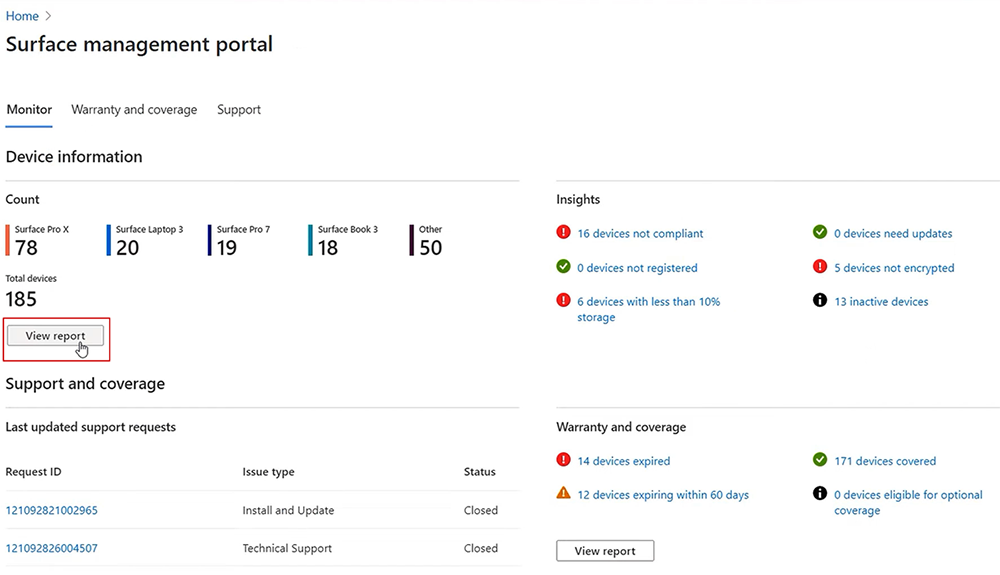 Home >
Surface management portal
Monitor Warranty and coverage Support
Device information
Count
Surface Pro X
78
Surface Laptop 3
20
Surface Pro 7
19
Surface Book 3
18
Other
50
Total devices
185
View report
Insights
16 devices not compliant
0 devices need updates
0 devices not registered
5 devices not encrypted
6 devices with less than 10%
storage
13 inactive devices
Support and coverage
Last updated support requests
Request ID Issue type Status
121092821002965 Install and Update Closed
121092826004507 Technical Support Closed
Warranty and coverage
14 devices expired
171 devices covered
12 devices expiring within 60 days
0 devices eligible for optional
coverage
View report